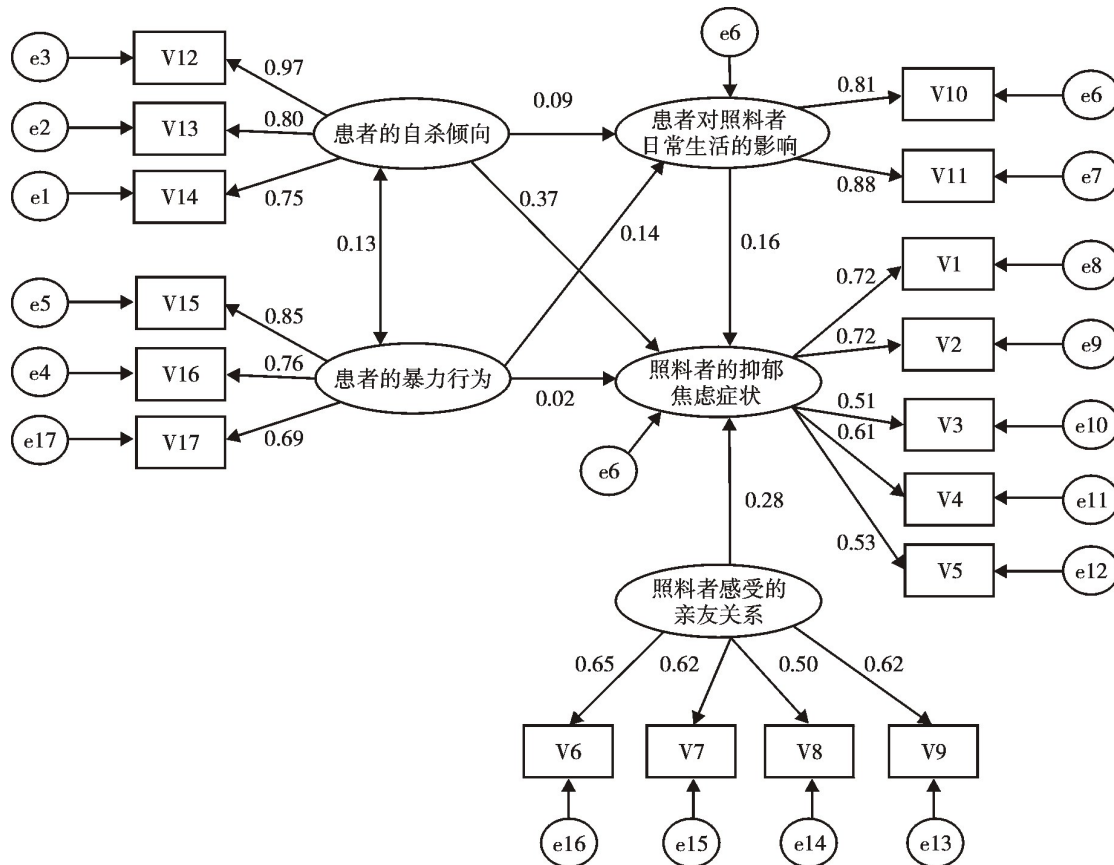 e6
e3
V12
0.97
0.81
V10
e6
0.09
e2
V13
0.80
患者的自杀倾向
患者对照料者
日常生活的影响
e1
V14
0.75
0.88
V11
e7
0.37
0.13
0.14
0.16
V1
e8
0.72
e5
V15
0.85
0.72
V2
e9
e4
V16
0.76
患者的暴力行为
0.02
照料者的抑郁
焦虑症状
0.51
V3
e10
e17
V17
0.69
0.61
e6
V4
e11
0.28
0.53
V5
e12
照料者感受的
亲友关系
0.65
0.62
0.50
0.62
V6
V7
V8
V9
e16
e15
e14
e13